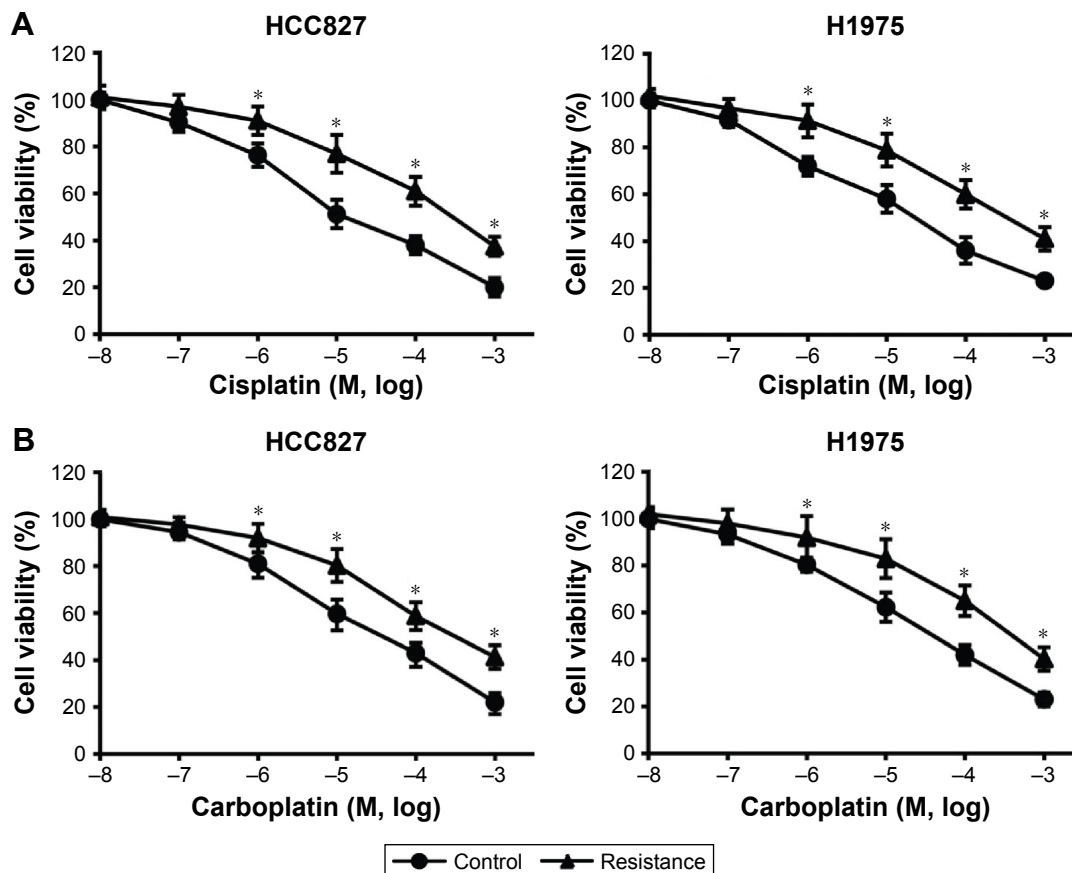 A
HCC827
H1975
Cell viability (%)
120
100
80
60
40
20
0
* * * *
–8 –7 –6 –5 –4 –3
Cisplatin (M, log)
Cell viability (%)
120
100
80
60
40
20
0
* * * *
–8 –7 –6 –5 –4 –3
Cisplatin (M, log)
B
HCC827
H1975
Cell viability (%)
120
100
80
60
40
20
0
* * * *
–8 –7 –6 –5 –4 –3
Carboplatin (M, log)
Cell viability (%)
120
100
80
60
40
20
0
* * * *
–8 –7 –6 –5 –4 –3
Carboplatin (M, log)
Control Resistance